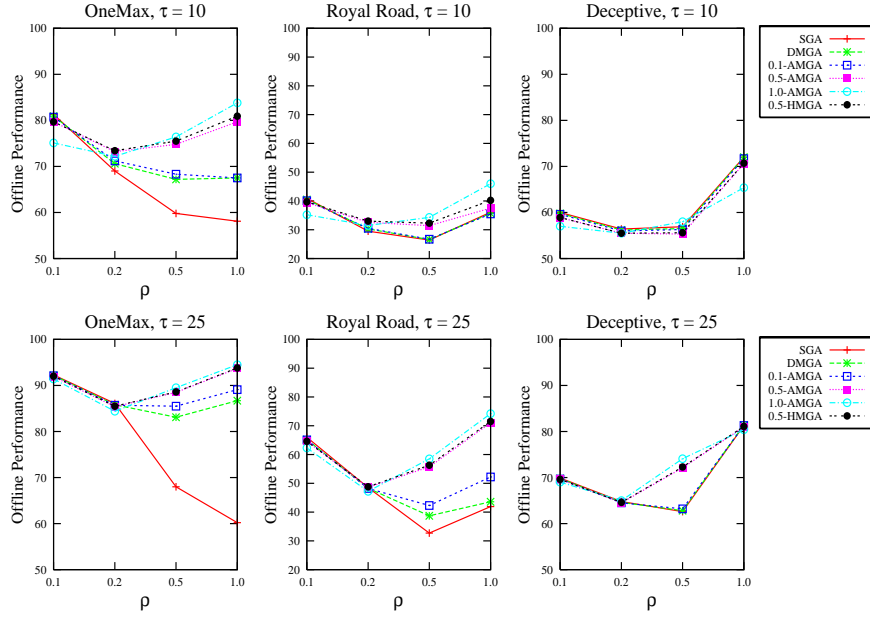 OneMax, τ = 10
Offline Performance
100
90
80
70
60
50
0.1 0.2 0.5 1.0
ρ
Royal Road, τ = 10
Offline Performance
100
90
80
70
60
50
40
30
20
0.1 0.2 0.5 1.0
ρ
Deceptive, τ = 10
Offline Performance
100
90
80
70
60
50
0.1 0.2 0.5 1.0
ρ
SGA
DMGA
0.1-AMGA
0.5-AMGA
1.0-AMGA
0.5-HMGA
OneMax, τ = 25
Offline Performance
100
90
80
70
60
50
0.1 0.2 0.5 1.0
ρ
Royal Road, τ = 25
Offline Performance
100
90
80
70
60
50
40
30
20
0.1 0.2 0.5 1.0
ρ
Deceptive, τ = 25
Offline Performance
100
90
80
70
60
50
0.1 0.2 0.5 1.0
ρ
SGA
DMGA
0.1-AMGA
0.5-AMGA
1.0-AMGA
0.5-HMGA